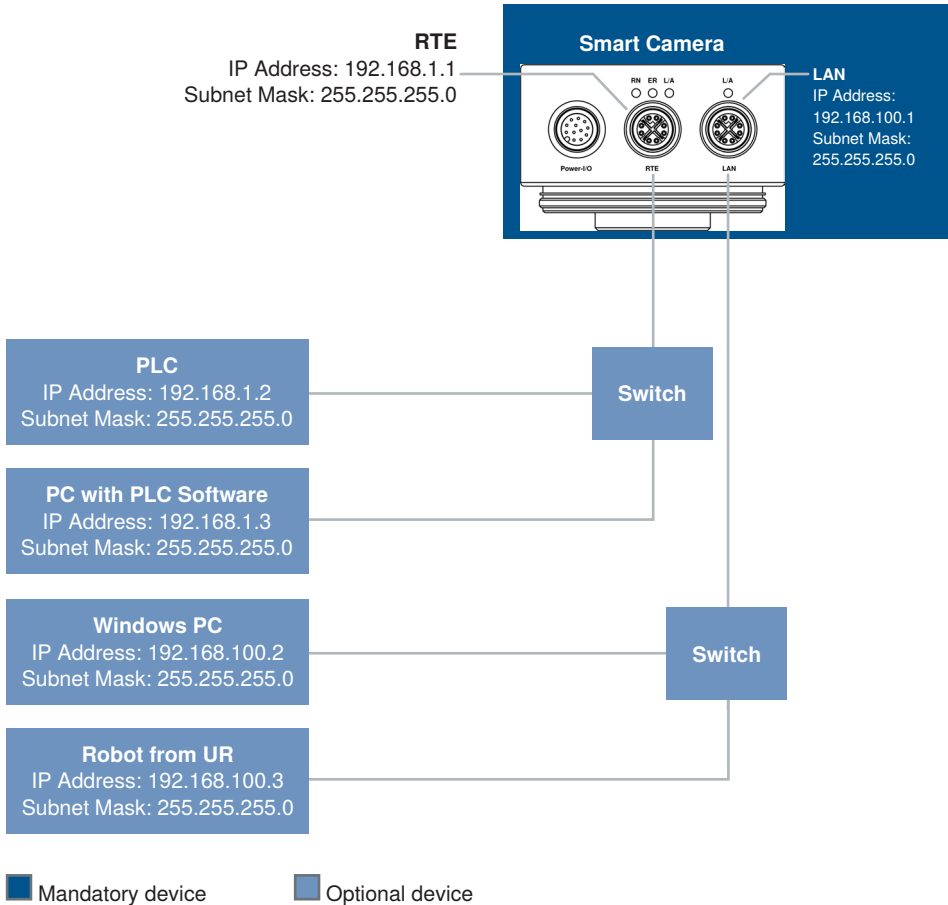 RTE
IP Address: 192.168.1.1
Subnet Mask: 255.255.255.0
Smart Camera
RN ER L/A
L/A
Power-I/O
RTE
LAN
LAN
IP Address:
192.168.100.1
Subnet Mask:
255.255.255.0
PLC
IP Address: 192.168.1.2
Subnet Mask: 255.255.255.0
Switch
PC with PLC Software
IP Address: 192.168.1.3
Subnet Mask: 255.255.255.0
Windows PC
IP Address: 192.168.100.2
Subnet Mask: 255.255.255.0
Switch
Robot from UR
IP Address: 192.168.100.3
Subnet Mask: 255.255.255.0
Mandatory device
Optional device